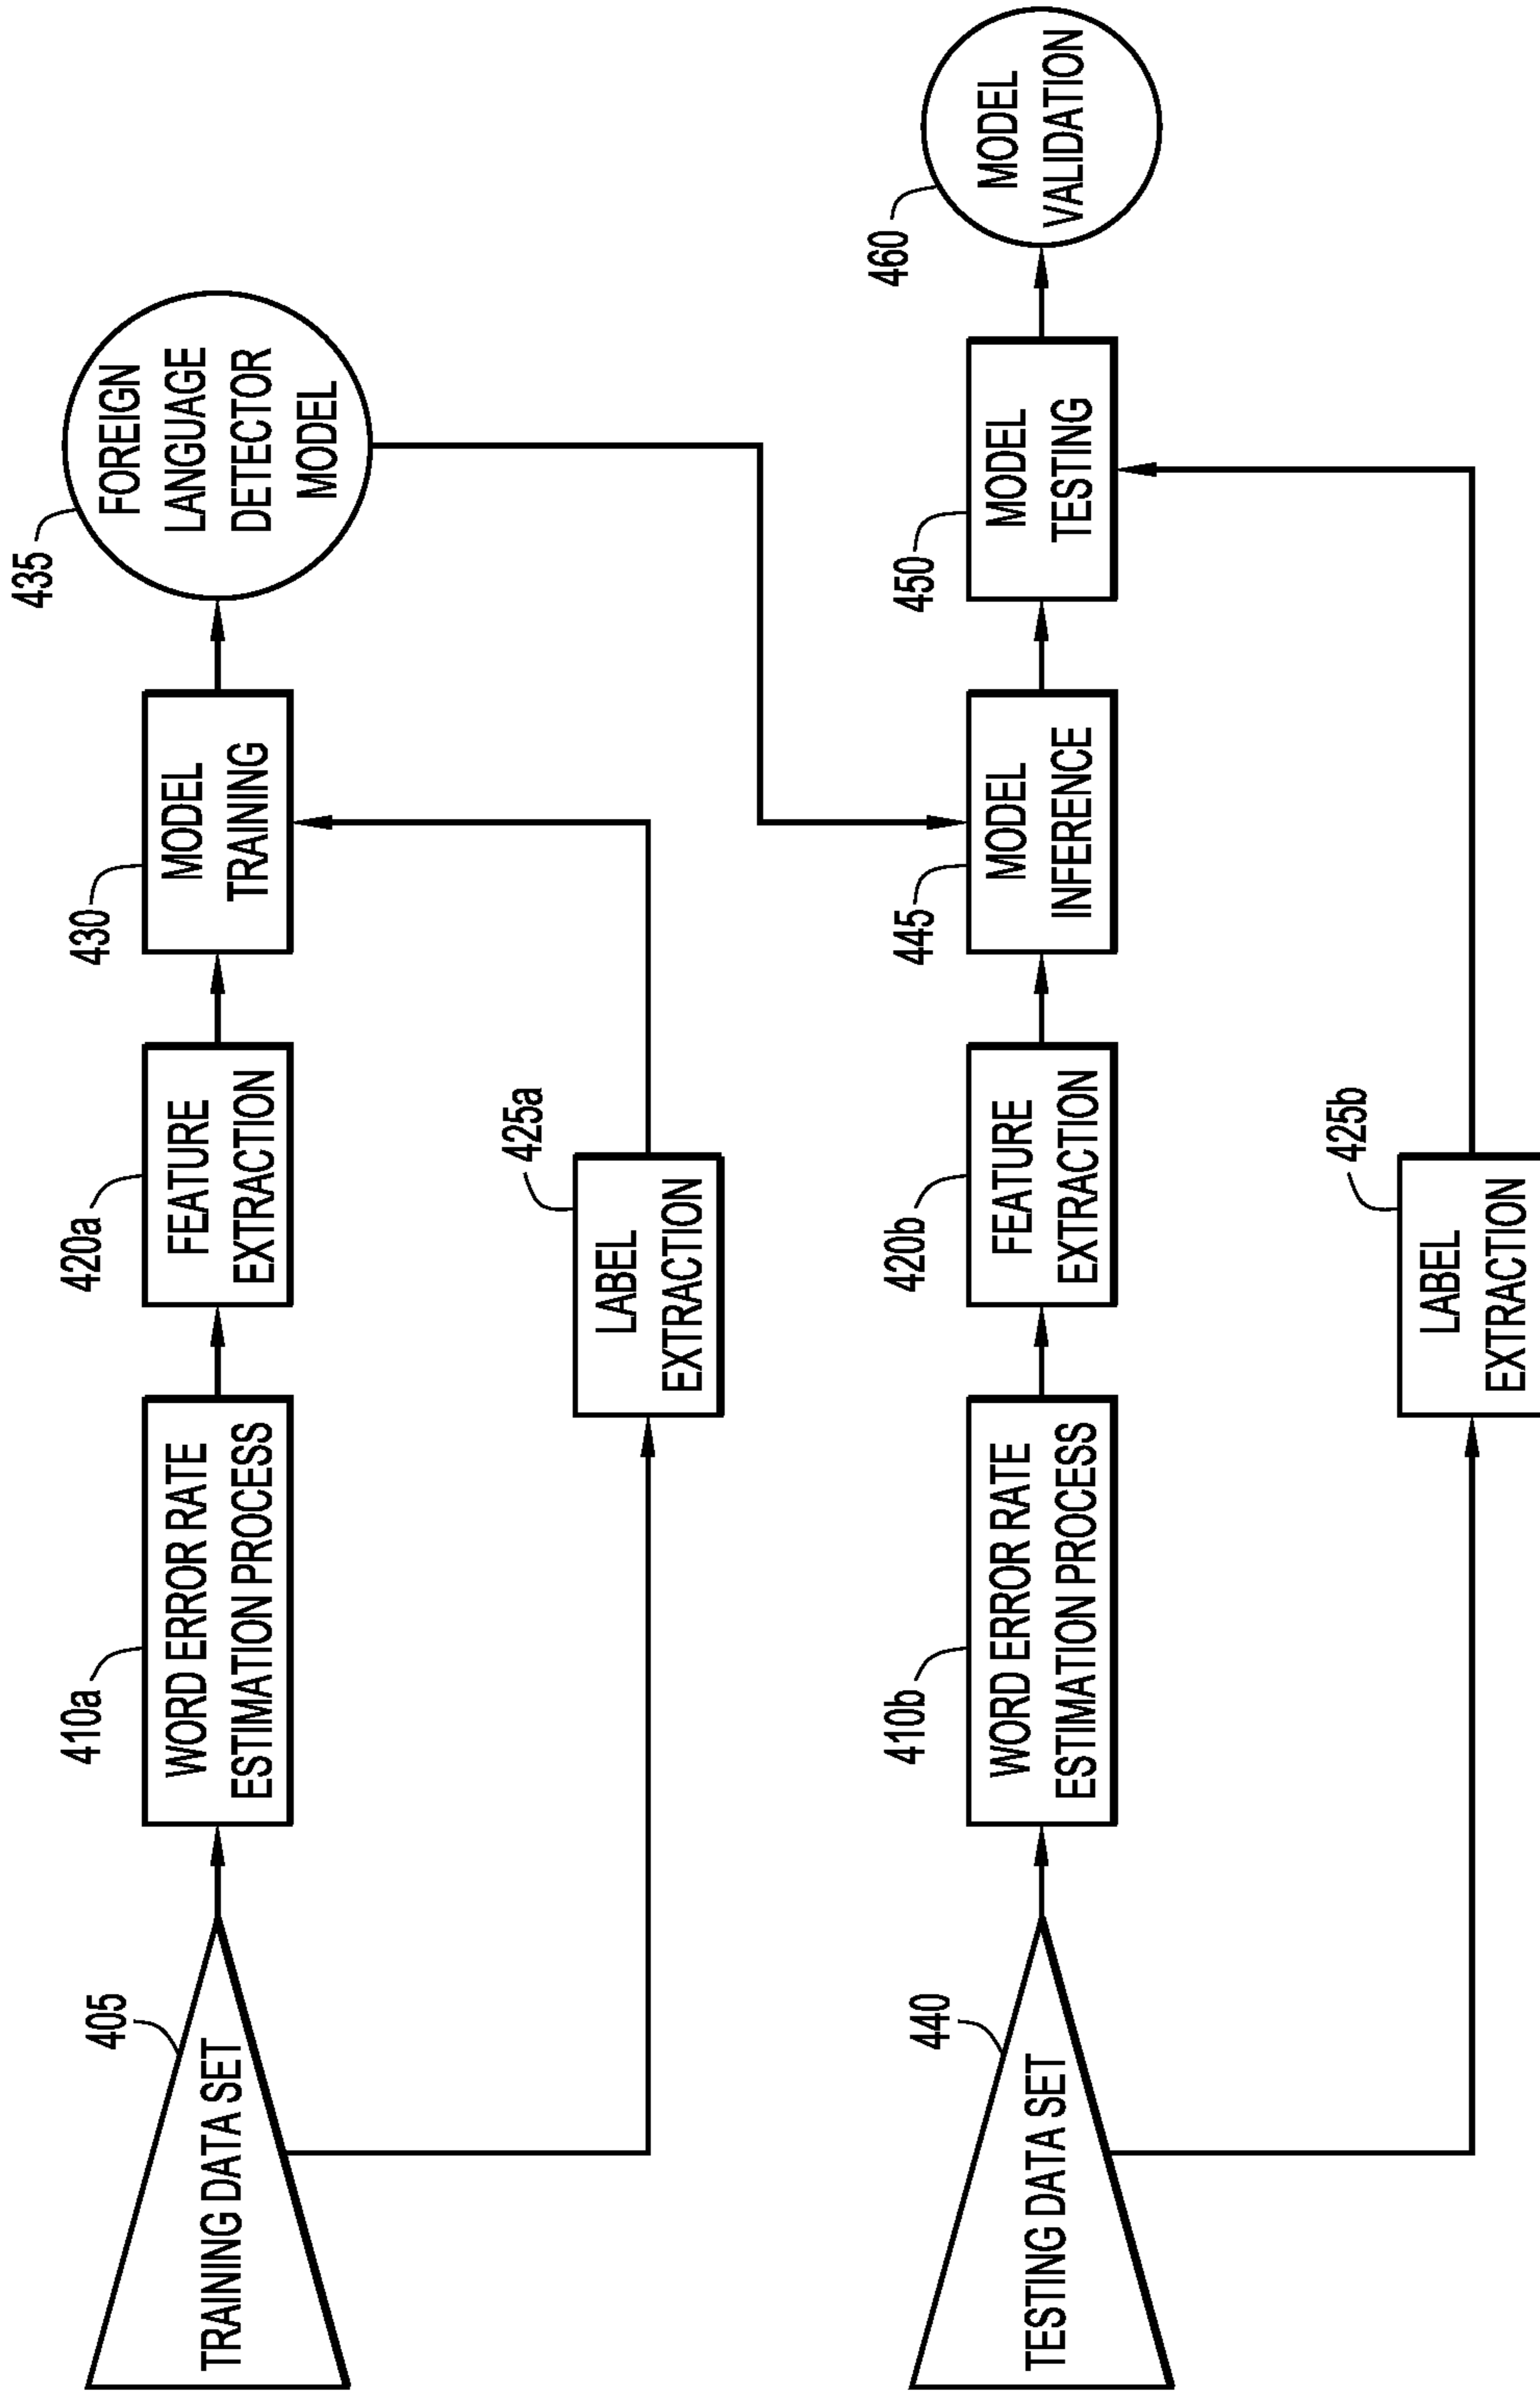 405
TRAINING DATA SET
410a
WORD ERROR RATE
ESTIMATION PROCESS
420a
FEATURE
EXTRACTION
425a
LABEL
EXTRACTION
430
MODEL
TRAINING
435
FOREIGN
LANGUAGE
DETECTOR
MODEL
440
TESTING DATA SET
410b
WORD ERROR RATE
ESTIMATION PROCESS
420b
FEATURE
EXTRACTION
425b
LABEL
EXTRACTION
445
MODEL
INFERENCE
450
MODEL
TESTING
460
MODEL
VALIDATION